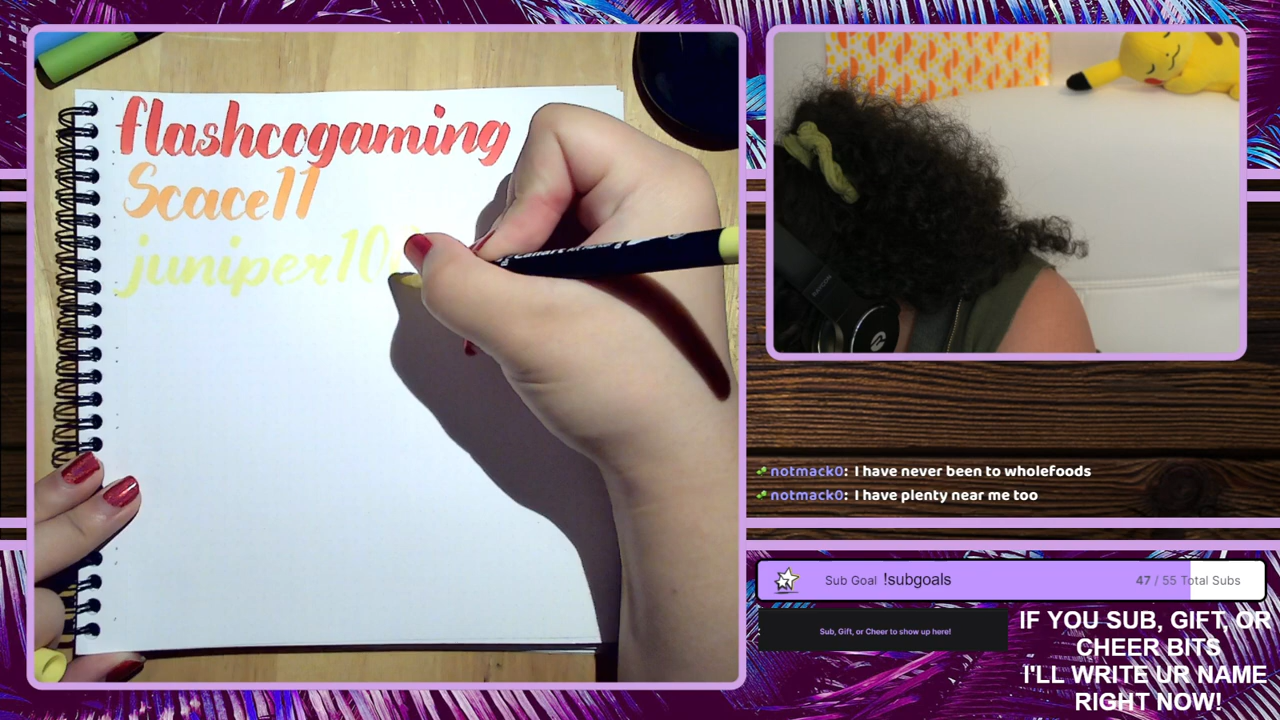 flashcogaming
Scace11
notmack0: I have never been to wholefoods
notmack0: I have plenty near me too
Sub Goal !subgoals
47 / 55 Total Subs
Sub, Gift, or Cheer to show up here!
IF YOU SUB, GIFT, OR
CHEER BITS
I'LL WRITE UR NAME
RIGHT NOW!